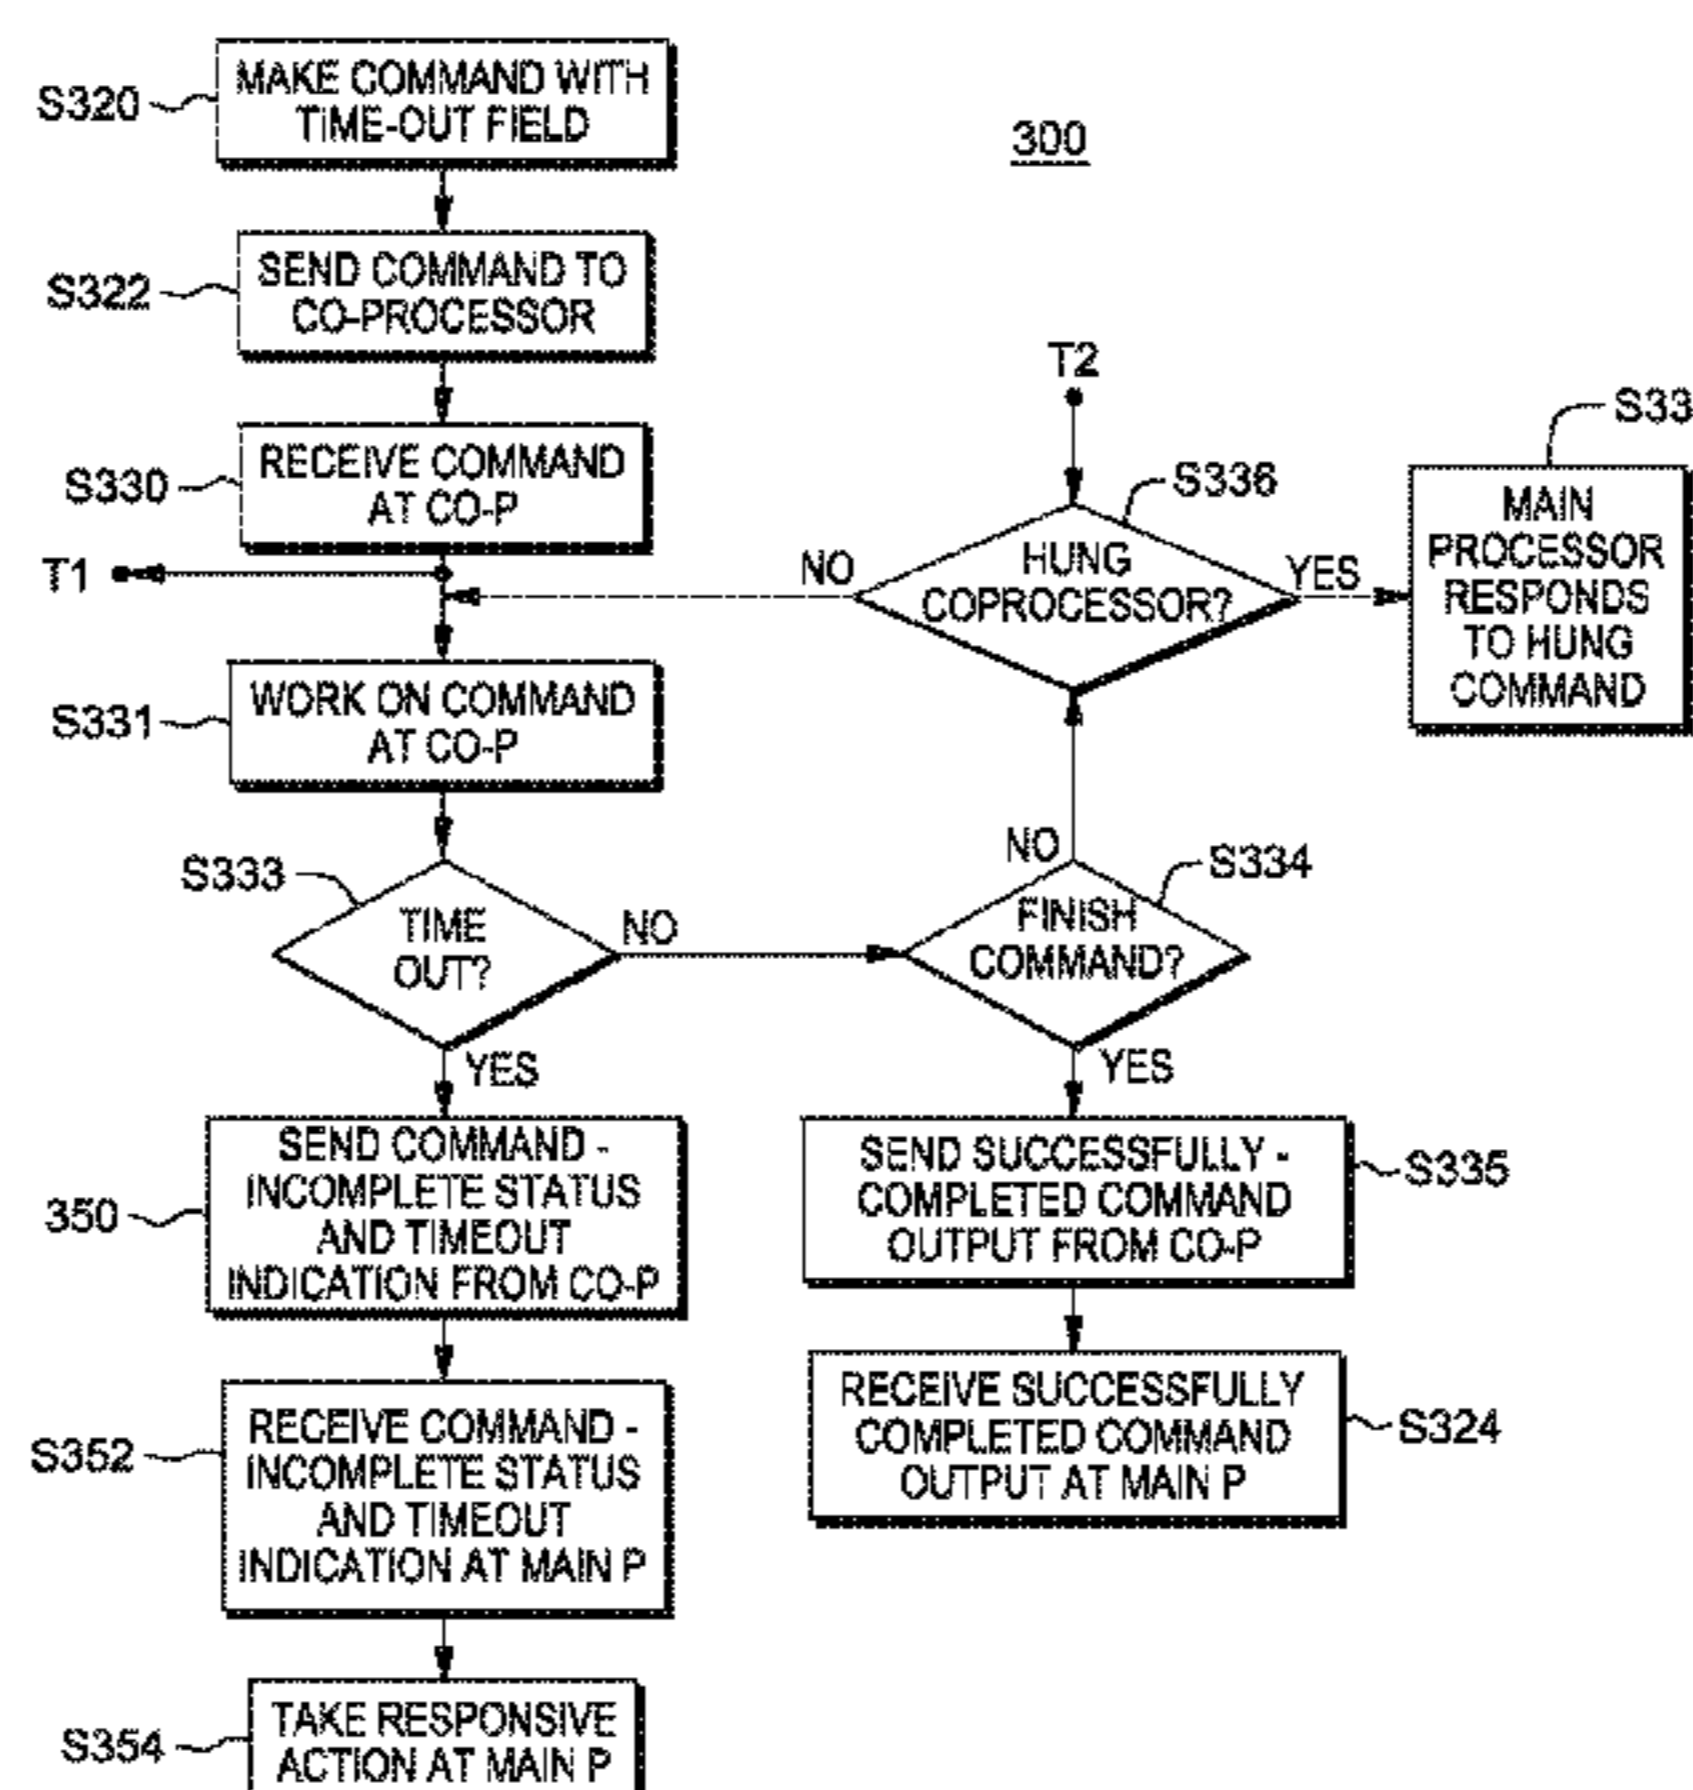 S320
MAKE COMMAND WITH
TIME-OUT FIELD
300
S322
SEND COMMAND TO
CO-PROCESSOR
S330
RECEIVE COMMAND
AT CO-P
T1
T2
S336
HUNG
COPROCESSOR?
NO
YES
S33
MAIN
PROCESSOR
RESPONDS
TO HUNG
COMMAND
S331
WORK ON COMMAND
AT CO-P
S333
TIME
OUT?
NO
YES
S334
FINISH
COMMAND?
NO
YES
350
SEND COMMAND -
INCOMPLETE STATUS
AND TIMEOUT
INDICATION FROM CO-P
SEND SUCCESSFULLY -
COMPLETED COMMAND
OUTPUT FROM CO-P
S335
S352
RECEIVE COMMAND -
INCOMPLETE STATUS
AND TIMEOUT
INDICATION AT MAIN P
RECEIVE SUCCESSFULLY
COMPLETED COMMAND
OUTPUT AT MAIN P
S324
S354
TAKE RESPONSIVE
ACTION AT MAIN P